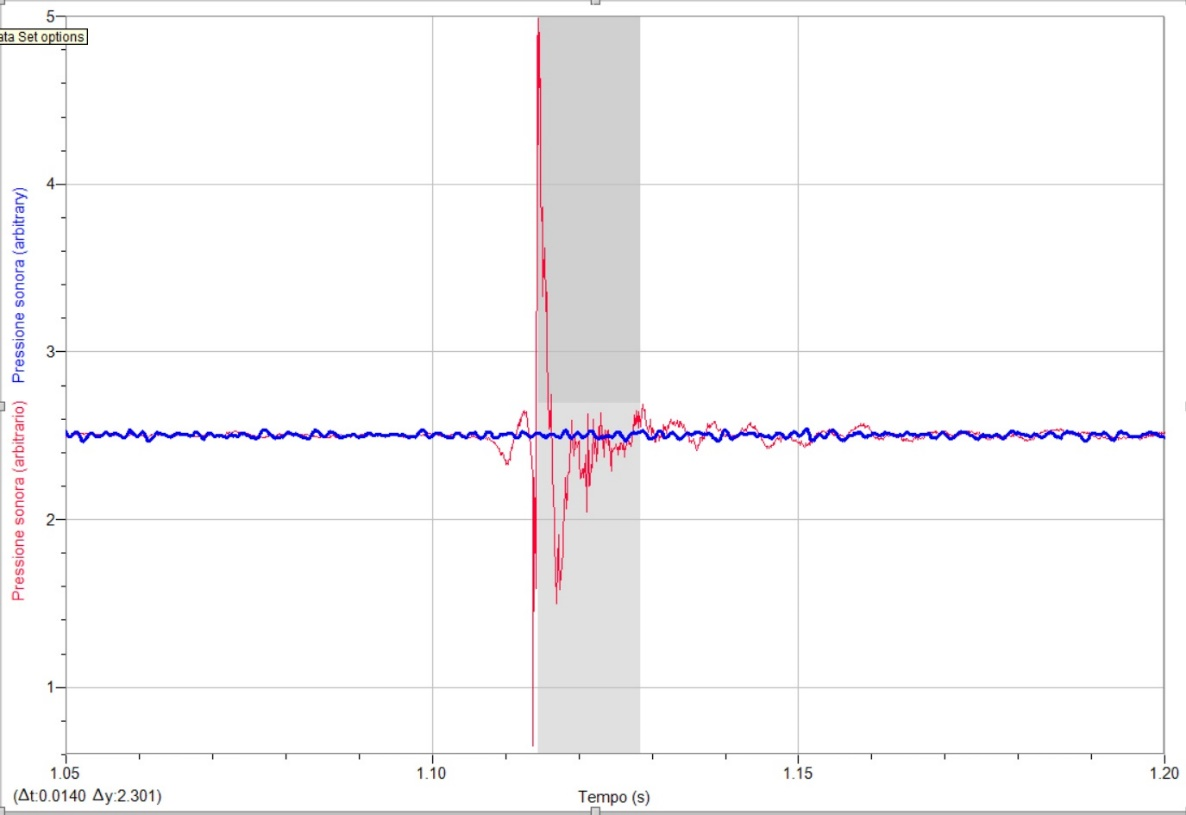 5
ata Set options
4
3
2
1
Pressione sonora (arbitrary)
Pressione sonora (arbitrario)
1.05
1.10
1.15
1.20
(Δt:0.0140 Δy:2.301)
Tempo (s)